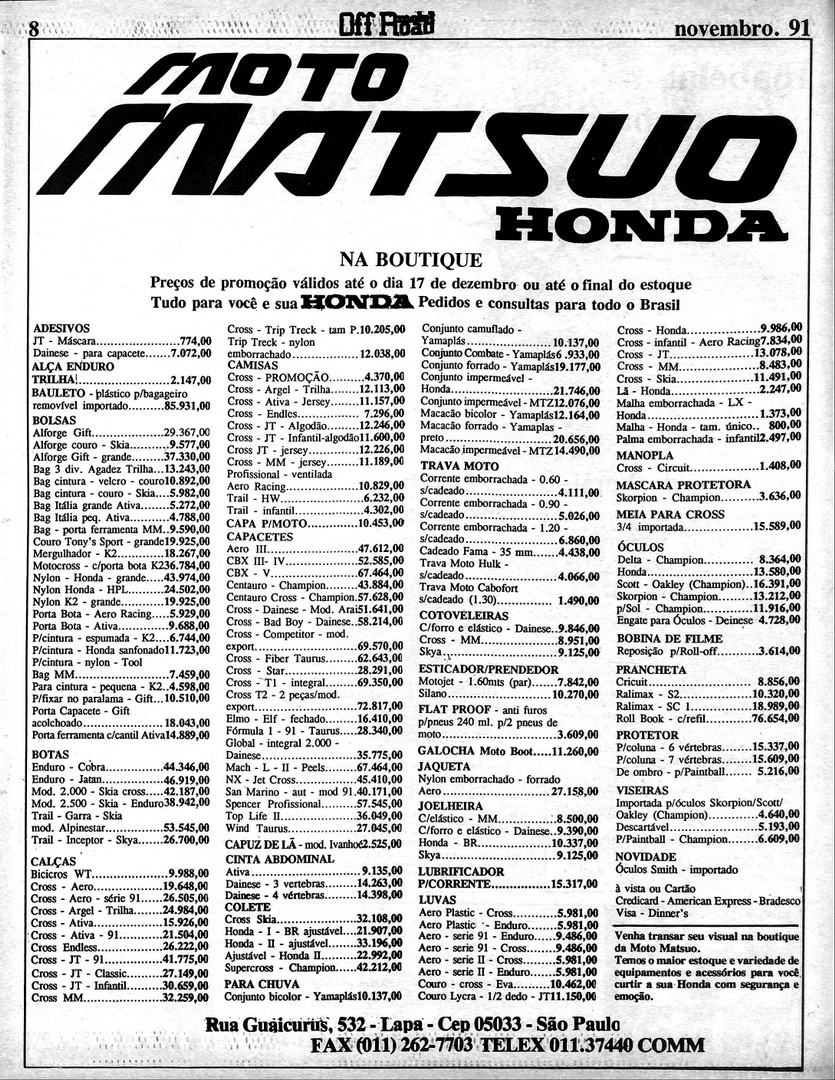 8
Off Road
novembro. 91
MOTO
MATSUO
HONDA
NA BOUTIQUE
Preços de promoção válidos até o dia 17 de dezembro ou até o final do estoque
Tudo para você e sua HONDA Pedidos e consultas para todo o Brasil
ADESIVOS
JT - Máscara..............774,00
Dainese - para capacete......7.072,00
ALÇA ENDURO
TRILHA..................2.147,00
BAULETO - plástico p/bagageiro
removível importado........85.931,00
BOLSAS
Alforge Gift..............29.367,00
Alforge couro - Skia..........9.577,00
Alforge Gift - grande........37.330,00
Bag 3 div. Agadez Trilha...13.243,00
Bag cintura - velcro - couro10.892,00
Bag cintura - couro - Skia....5.982,00
Bag Itália grande Ativa.......5.272,00
Bag Itália peq. Ativa..........4.788,00
Bag - porta ferramenta MM..9.590,00
Couro Tony's Sport - grande19.925,00
Mergulhador - K2...........18.267,00
Motocross - c/porta bota K236.784,00
Nylon - Honda - grande....43.974,00
Nylon Honda - HPL........24.502,00
Nylon K2 - grande..........19.925,00
Porta Bota - Aero Racing....5.929,00
Porta Bota - Ativa............9.688,00
P/cintura - espumada - K2...6.744,00
P/cintura - Honda sanfonado11.723,00
P/cintura - nylon - Tool
Bag MM.....................7.459,00
Para cintura - pequena - K2..4.598,00
P/fixar no paralama - Gift...10.510,00
Porta Capacete - Gift
acolchoado................18.043,00
Porta ferramenta c/cantil Ativa14.889,00
BOTAS
Enduro - Cobra............44.346,00
Enduro - Jatan.............46.919,00
Mod. 2.000 - Skia cross.....42.187,00
Mod. 2.500 - Skia - Enduro38.942,00
Trail - Garra - Skia
mod. Alpinestar............53.545,00
Trail - Inceptor - Skya.......26.700,00
CALÇAS
Bicicros WT..................9.988,00
Cross - Aero................19.648,00
Cross - Aero - série 91......26.505,00
Cross - Argel - Trilha.......24.984,00
Cross - Ativa...............15.926,00
Cross - Ativa - 91...........21.504,00
Cross Endless..............26.222,00
Cross - JT - 91.............41.775,00
Cross - JT - Classic.........27.149,00
Cross - JT - Infantil........30.659,00
Cross MM..................32.259,00
Cross - Trip Treck - tam P.10.205,00
Trip Treck - nylon
emborrachado.............12.038,00
CAMISAS
Cross - PROMOÇÃO........4.370,00
Cross - Argel - Trilha.......12.113,00
Cross - Ativa - Jersey.......11.157,00
Cross - Endles.............. 7.296,00
Cross - JT - Algodão........12.246,00
Cross - JT - Infantil-algodão11.600,00
Cross JT - jersey...........12.226,00
Cross - MM - jersey........11.189,00
Profissional - ventilada
Aero Racing...............10.829,00
Trail - HW..................6.232,00
Trail - infantil...............4.302,00
CAPA P/MOTO...........10.453,00
CAPACETES
Aero III...................47.612,00
CBX III- IV...............52.585,00
CBX - V...................67.464,00
Centauro - Champion......43.884,00
Centauro Cross - Champion.57.628,00
Cross - Dainese - Mod. Arai51.641,00
Cross - Bad Boy - Dainese..58.214,00
Cross - Competitor - mod.
export.....................69.570,00
Cross - Fiber Taurus.......62.643,00
Cross - Star................28.291,00
Cross - T1 - integral........69.350,00
Cross T2 - 2 peças/mod.
export.....................72.817,00
Elmo - Elf - fechado.......16.410,00
Fórmula 1 - 91 - Taurus....28.340,00
Global - integral 2.000 -
Dainese....................35.775,00
Mach - L - II - Peels.......67.464,00
NX - Jet Cross.............45.410,00
San Marino - aut - mod 91.40.171,00
Spencer Profissional........57.545,00
Top Life II.................36.049,00
Wind Taurus..............27.045,00
CAPUZ DE LÃ - mod. Ivanhoé2.525,00
CINTA ABDOMINAL
Ativa.......................9.135,00
Dainese - 3 vertebras.......14.263,00
Dainese - 4 vértebras.......14.398,00
COLETE
Cross Skia..................32.108,00
Honda - I - BR ajustável...21.907,00
Honda - II - ajustável......33.196,00
Ajustável - Honda II.......22.992,00
Supercross - Champion....42.212,00
PARA CHUVA
Conjunto bicolor - Yamaplás10.137,00
Conjunto camuflado -
Yamaplás..................10.137,00
Conjunto Combate - Yamaplás6 .933,00
Conjunto forrado - Yamaplás19.177,00
Conjunto impermeável -
Honda.....................21.746,00
Conjunto impermeável - MTZ12.076,00
Macacão bicolor - Yamaplás12.164,00
Macacão forrado - Yamaplas -
preto......................20.656,00
Macacão impermeável - MTZ14.490,00
TRAVA MOTO
Corrente emborrachada - 0.60 -
s/cadeado...................4.111,00
Corrente emborrachada - 0.90 -
s/cadeado...................5.026,00
Corrente emborrachada - 1.20 -
s/cadeado...................6.860,00
Cadeado Fama - 35 mm.....4.438,00
Trava Moto Hulk -
s/cadeado...................4.066,00
Trava Moto Cabofort
s/cadeado (1.30).......... 1.490,00
COTOVELEIRAS
C/forro e elástico - Dainese..9.846,00
Cross - MM.................8.951,00
Skya........................9.125,00
ESTICADOR/PRENDEDOR
Motojet - 1.60mts (par)......7.842,00
Silano......................10.270,00
FLAT PROOF - anti furos
p/pneus 240 ml. p/2 pneus de
moto........................3.609,00
GALOCHA Moto Boot.....11.260,00
JAQUETA
Nylon emborrachado - forrado
Aero.......................27.158,00
JOELHEIRA
C/elástico - MM.............8.500,00
C/forro e elástico - Dainese..9.390,00
Honda - BR................10.337,00
Skya........................9.125,00
LUBRIFICADOR
P/CORRENTE.............15.317,00
LUVAS
Aero Plastic - Cross.........5.981,00
Aero Plastic - Enduro.......5.981,00
Aero - serie 91 - Enduro.....9.486,00
Aero - serie 91 - Cross.......9.486,00
Aero - serie II - Cross.......5.981,00
Aero - serie II - Enduro......5.981,00
Couro - cross - Eva.........10.462,00
Couro Lycra - 1/2 dedo - JT11.150,00
Cross - Honda...............9.986,00
Cross - infantil - Aero Racing7.834,00
Cross - JT.................13.078,00
Cross - MM.................8.483,00
Cross - Skia................11.491,00
Lã - Honda..................2.247,00
Malha emborrachada - LX -
Honda......................1.373,00
Malha - Honda - tam. único.. 800,00
Palma emborrachada - infantil2.497,00
MANOPLA
Cross - Circuit...............1.408,00
MASCARA PROTETORA
Skorpion - Champion........3.636,00
MEIA PARA CROSS
3/4 importada..............15.589,00
ÓCULOS
Delta - Champion........... 8.364,00
Honda......................13.580,00
Scott - Oakley (Champion)..16.391,00
Skorpion - Champion.......13.212,00
p/Sol - Champion..........11.916,00
Engate para Óculos - Deinese 4.728,00
BOBINA DE FILME
Reposição p/Roll-off.........3.614,00
PRANCHETA
Cricuit..................... 8.856,00
Ralimax - S2...............10.320,00
Ralimax - SC 1.............18.989,00
Roll Book - c/refil..........76.654,00
PROTETOR
P/coluna - 6 vértebras......15.337,00
P/coluna - 7 vértebras......15.609,00
De ombro - p/Paintball..... 5.216,00
VISEIRAS
Importada p/óculos Skorpion/Scott/
Oakley (Champion)..........4.640,00
Descartável.................5.193,00
P/Paintball - Champion......6.609,00
NOVIDADE
Óculos Smith - importado
à vista ou Cartão
Credicard - American Express - Bradesco
Visa - Dinner's
Venha transar seu visual na boutique
da Moto Matsuo.
Temos o maior estoque e variedade de
equipamentos e acessórios para você
curtir a sua Honda com segurança e
emoção.
Rua Guaicurus, 532 - Lapa - Cep 05033 - São Paulo
FAX (011) 262-7703 TELEX 011.37440 COMM